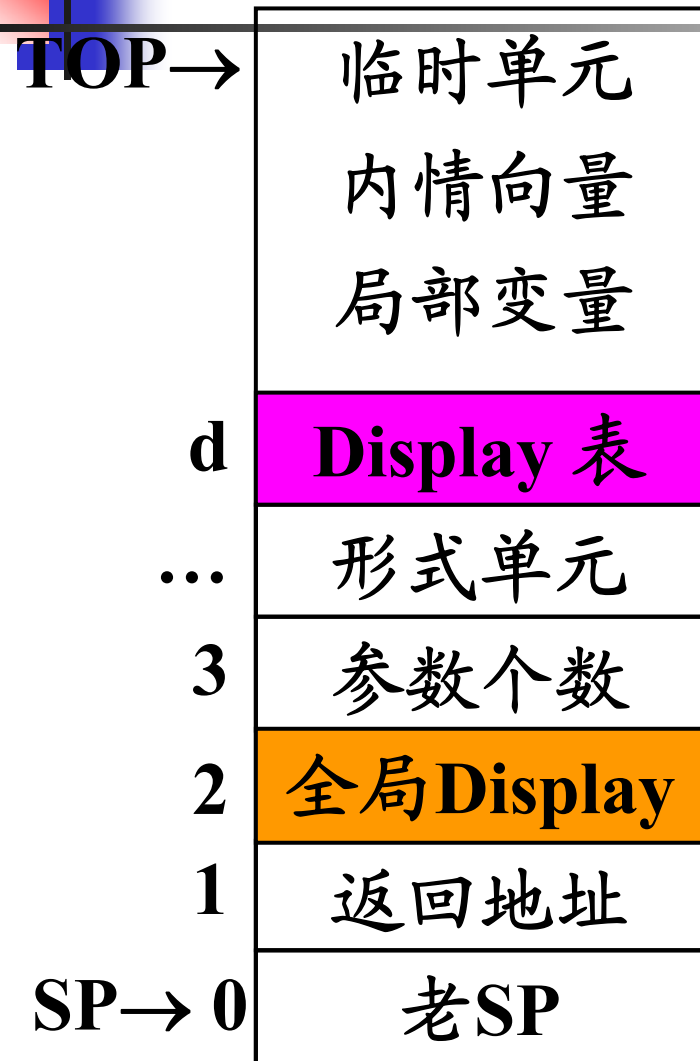 TOP→ 临时单元
内情向量
局部变量
d Display 表
… 形式单元
3 参数个数
2 全局Display
1 返回地址
SP→ 0 老SP